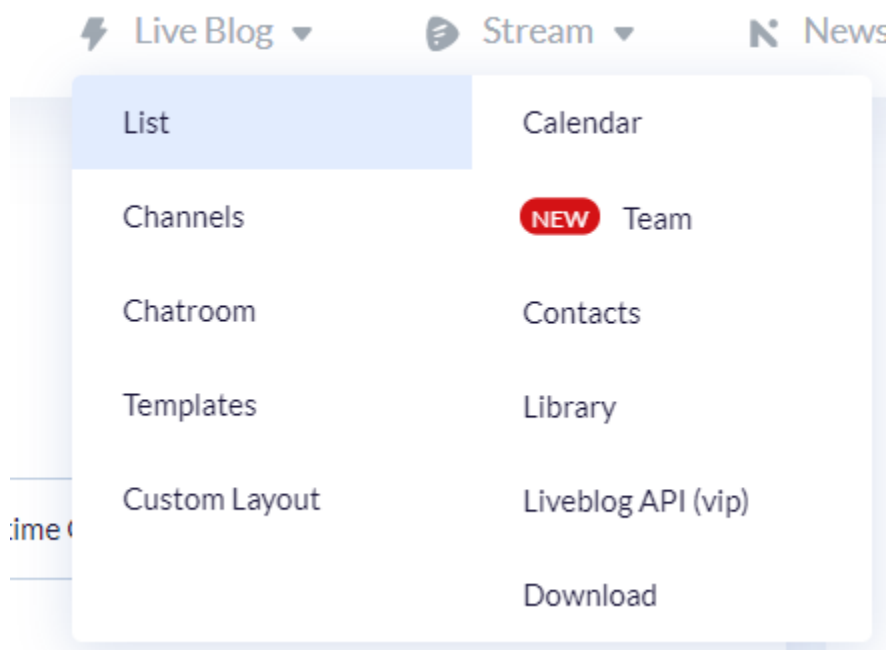 Live Blog
Stream
News
List
Channels
Chatroom
Templates
Custom Layout
Calendar
NEW Team
Contacts
Library
Liveblog API (vip)
Download